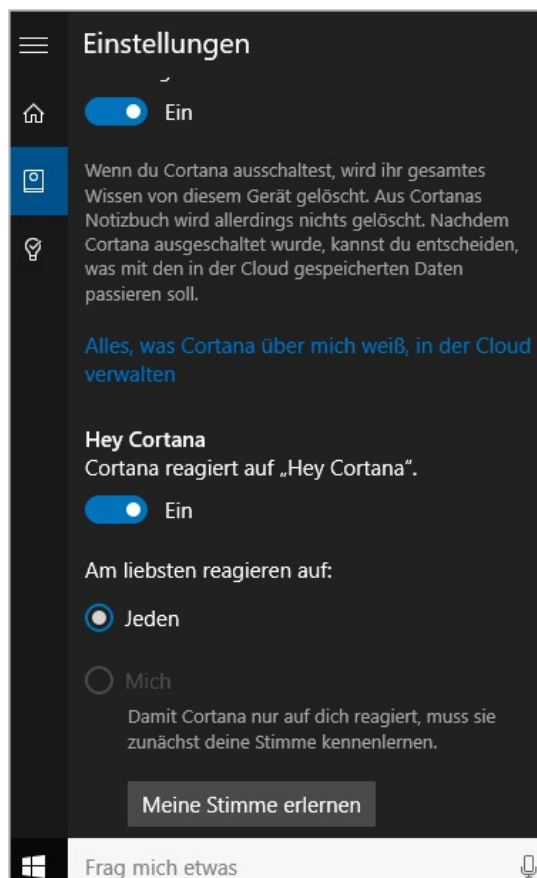 Einstellungen
Ein
Wenn du Cortana ausschaltest, wird ihr gesamtes
Wissen von diesem Gerät gelöscht. Aus Cortanas
Notizbuch wird allerdings nichts gelöscht. Nachdem
Cortana ausgeschaltet wurde, kannst du entscheiden,
was mit den in der Cloud gespeicherten Daten
passieren soll.
Alles, was Cortana über mich weiß, in der Cloud
verwalten
Hey Cortana
Cortana reagiert auf „Hey Cortana“.
Ein
Am liebsten reagieren auf:
Jeden
Mich
Damit Cortana nur auf dich reagiert, muss sie
zunächst deine Stimme kennenlernen.
Meine Stimme erlernen
Frag mich etwas